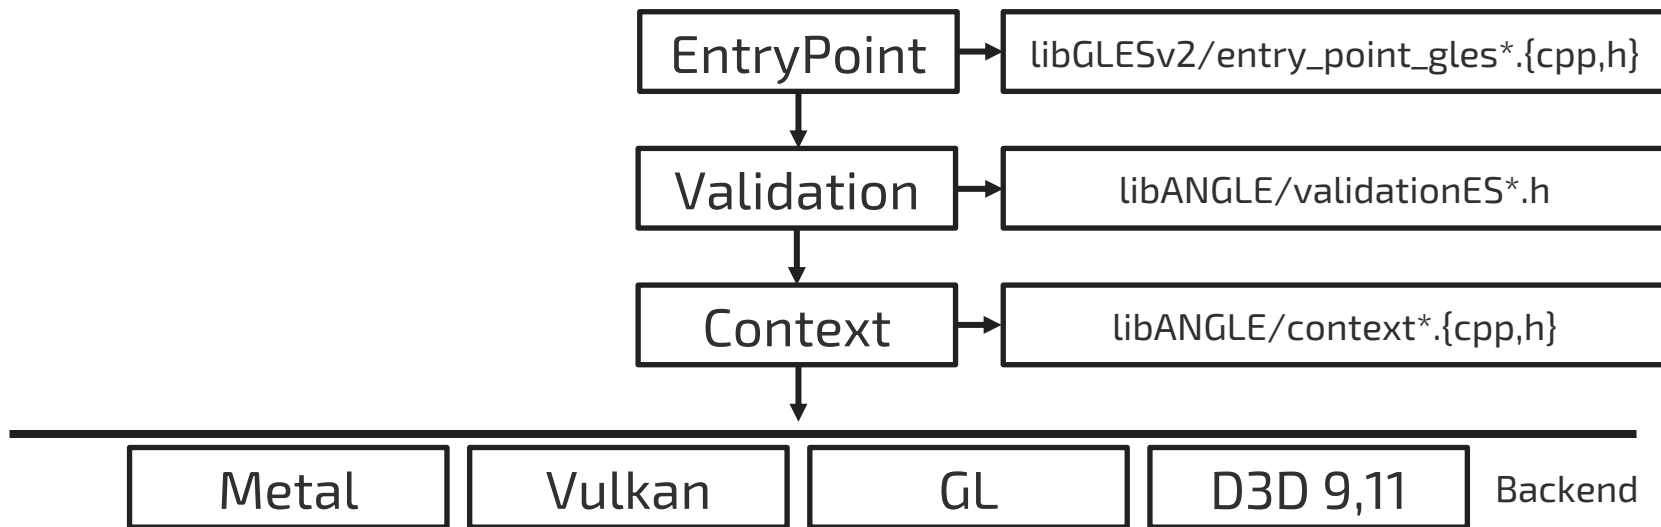 EntryPoint
libGLESv2/entry_point_gles*.{cpp,h}
Validation
libANGLE/validationES*.h
Context
libANGLE/context*.{cpp,h}
Metal
Vulkan
GL
D3D 9,11
Backend